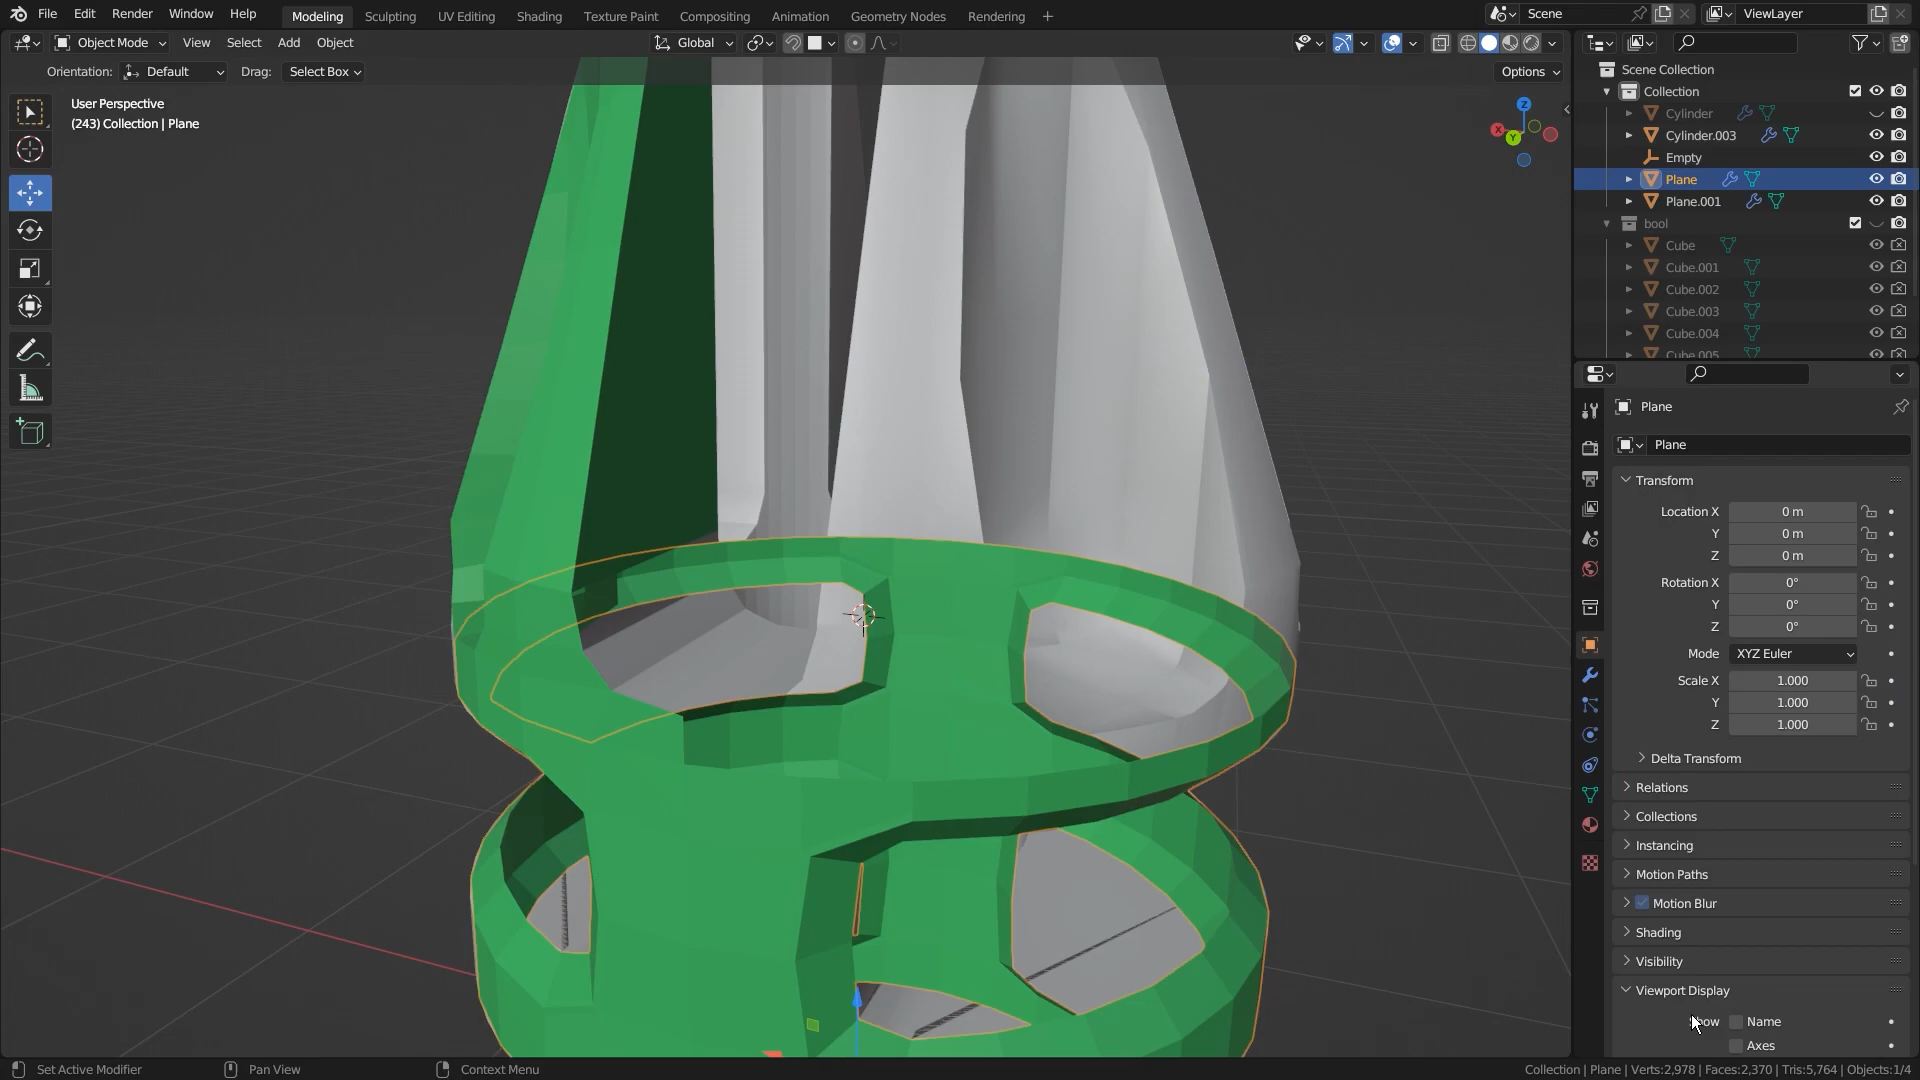 File Edit Render Window Help Modeling Sculpting UV Editing Shading Texture Paint Compositing Animation Geometry Nodes Rendering + Scene ViewLayer
Object Mode View Select Add Object Global
Orientation: Default Drag: Select Box Options
User Perspective
(243) Collection | Plane
Z
X
Y
Scene Collection
Collection
Cylinder
Cylinder.003
Empty
Plane
Plane.001
bool
Cube
Cube.001
Cube.002
Cube.003
Cube.004
Cube.005
Plane
Plane
Transform
Location X 0 m
Y 0 m
Z 0 m
Rotation X 0°
Y 0°
Z 0°
Mode XYZ Euler
Scale X 1.000
Y 1.000
Z 1.000
Delta Transform
Relations
Collections
Instancing
Motion Paths
Motion Blur
Shading
Visibility
Viewport Display
Show Name
Axes
Set Active Modifier Pan View Context Menu Collection | Plane | Verts:2,978 | Faces:2,370 | Tris:5,764 | Objects:1/4